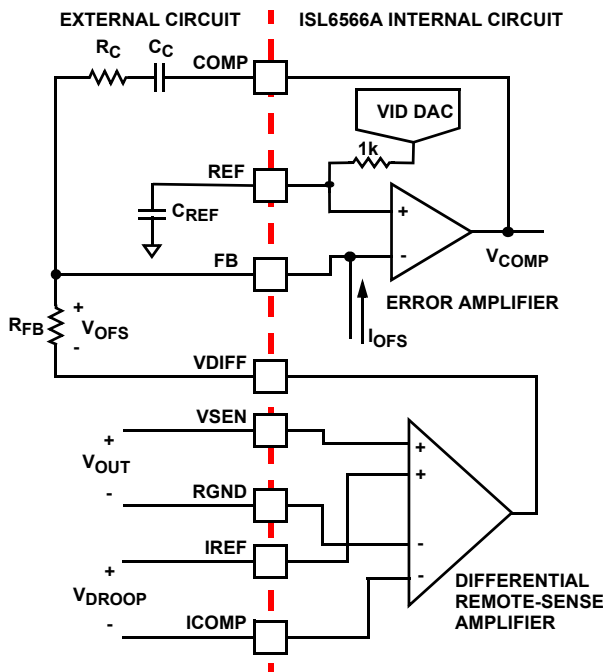 EXTERNAL CIRCUIT
ISL6566A INTERNAL CIRCUIT
RC
CC
COMP
VID DAC
1k
REF
+
CREF
-
VCOMP
FB
ERROR AMPLIFIER
IOFS
RFB
+
VOFS
-
VDIFF
VSEN
+
+
VOUT
+
-
RGND
-
IREF
+
-
VDROOP
DIFFERENTIAL
REMOTE-SENSE
AMPLIFIER
-
ICOMP